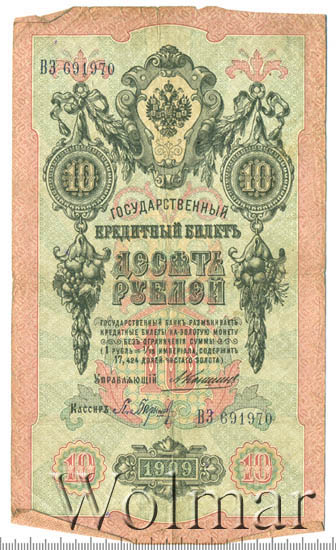 ВЗ 691970
10 10
ГОСУДАРСТВЕННЫЙ
КРЕДИТНЫЙ БИЛЕТЪ
ДЕСЯТЬ
РУБЛЕЙ
ГОСУДАРСТВЕННЫЙ БАНКЪ РАЗМѢНИВАЕТЪ
КРЕДИТНЫЕ БИЛЕТЫ НА ЗОЛОТУЮ МОНЕТУ
БЕЗЪ ОГРАНИЧЕНІЯ СУММЫ
(1 РУБЛЬ = 1/15 ИМПЕРІАЛА, СОДЕРЖИТЪ
17,424 ДОЛЕЙ ЧИСТАГО ЗОЛОТА)
УПРАВЛЯЮЩІЙ
КАССИРЪ
ВЗ 691970
10 1909 10
Wolmar